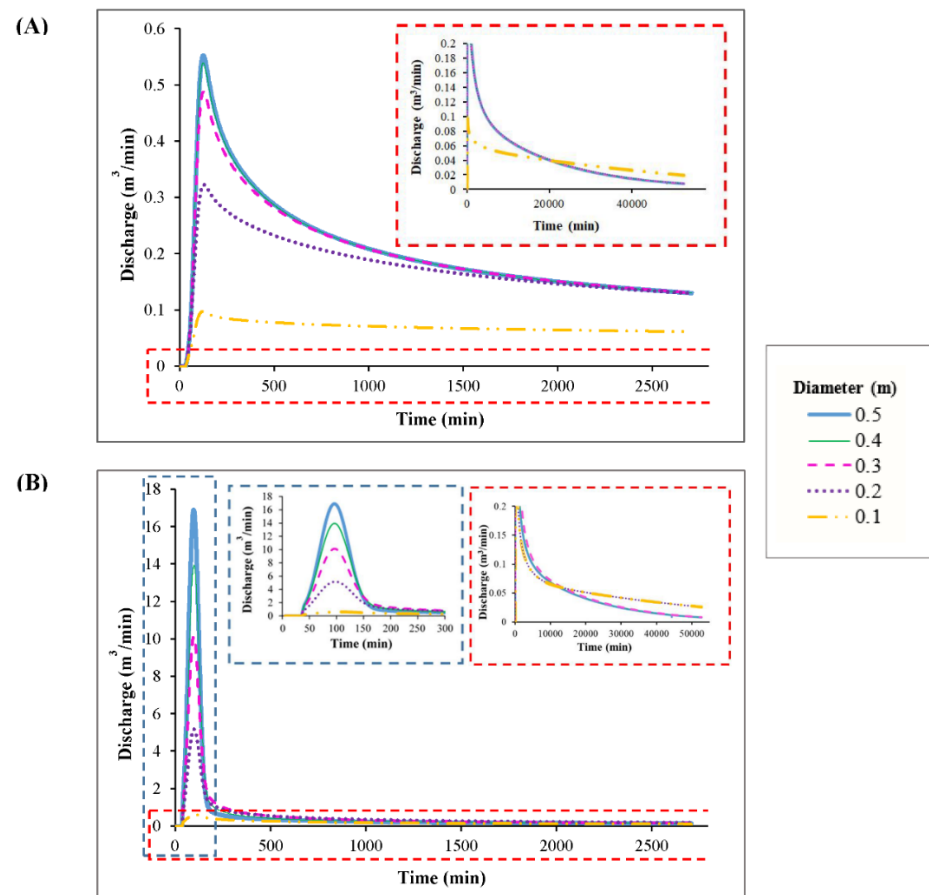 (A)
Discharge (m³/min)
0.6
0.5
0.4
0.3
0.2
0.1
0
0 500 1000 1500 2000 2500
Time (min)
Discharge (m³/min)
0.2
0.18
0.16
0.14
0.12
0.1
0.08
0.06
0.04
0.02
0
0 20000 40000
Time (min)
Diameter (m)
0.5
0.4
0.3
0.2
0.1
(B)
Discharge (m³/min)
18
16
14
12
10
8
6
4
2
0
0 500 1000 1500 2000 2500
Time (min)
Discharge (m³/min)
18
16
14
12
10
8
6
4
2
0
0 50 100 150 200 250 300
Time (min)
Discharge (m³/min)
0.2
0.15
0.1
0.05
0
0 10000 20000 30000 40000 50000
Time (min)